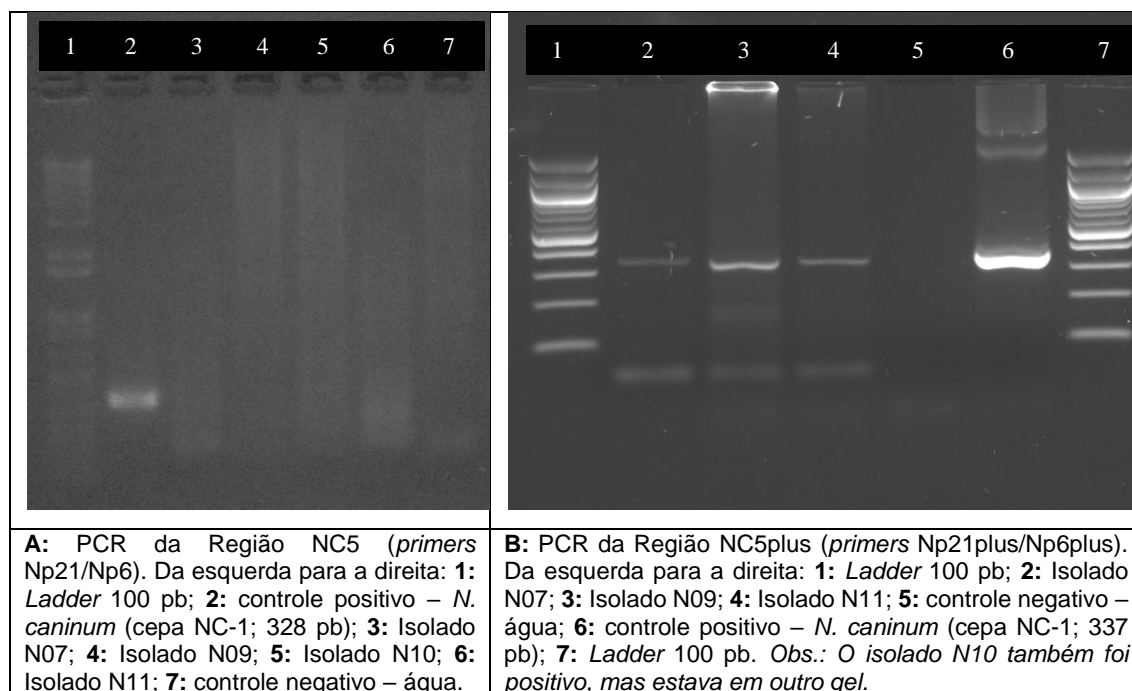 1 2 3 4 5 6 7
1 2 3 4 5 6 7
A: PCR da Região NC5 (primers
Np21/Np6). Da esquerda para a direita: 1:
Ladder 100 pb; 2: controle positivo – N.
caninum (cepa NC-1; 328 pb); 3: Isolado
N07; 4: Isolado N09; 5: Isolado N10; 6:
Isolado N11; 7: controle negativo – água.
B: PCR da Região NC5plus (primers Np21plus/Np6plus).
Da esquerda para a direita: 1: Ladder 100 pb; 2: Isolado
N07; 3: Isolado N09; 4: Isolado N11; 5: controle negativo –
água; 6: controle positivo – N. caninum (cepa NC-1; 337
pb); 7: Ladder 100 pb. Obs.: O isolado N10 também foi
positivo, mas estava em outro gel.